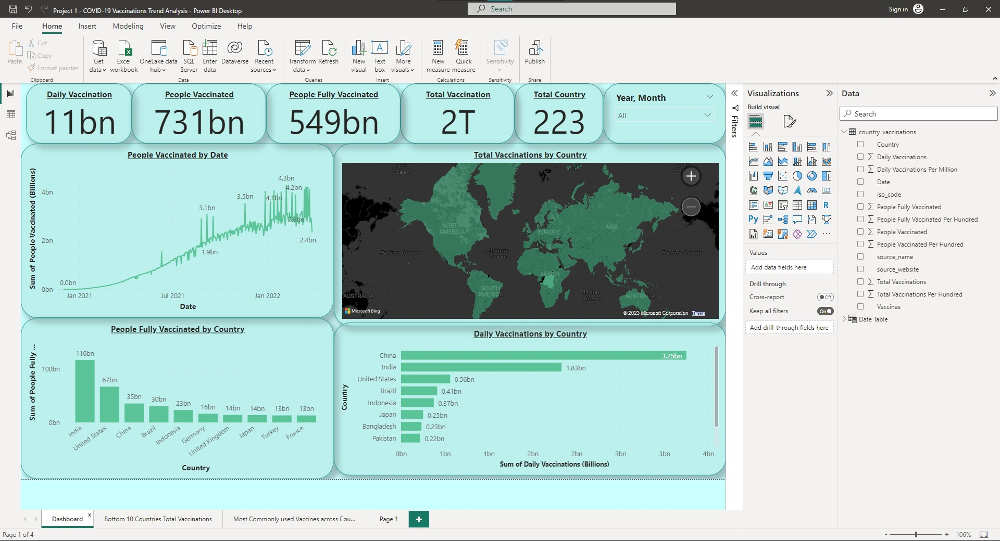 Project 1 - COVID-19 Vaccinations Trend Analysis - Power BI Desktop
Search
Sign in
File Home Insert Modeling View Optimize Help
Paste
Cut
Copy
Format painter
Clipboard
Get data
Excel workbook
OneLake data hub
SQL Server
Enter data
Dataverse
Recent sources
Data
Transform data
Refresh
Queries
New visual
Text box
More visuals
Insert
New measure
Quick measure
Calculations
Sensitivity
Sensitivity
Publish
Share
Daily Vaccination
11bn
People Vaccinated
731bn
People Fully Vaccinated
549bn
Total Vaccination
2T
Total Country
223
Year, Month
All
People Vaccinated by Date
Sum of People Vaccinated (Billions)
4bn
2bn
0bn
0.0bn
3.1bn
1.9bn
3.5bn
4.1bn
4.3bn
4.2bn
2.6bn
2.4bn
Jan 2021 Jul 2021 Jan 2022
Date
Total Vaccinations by Country
Arctic Ocean
NORTH AMERICA
EUROPE
ASIA
Pacific Ocean
Atlantic Ocean
Pacific Ocean
AFRICA
SOUTH AMERICA
Indian Ocean
AUSTRALIA
AUSTRALIA
Microsoft Bing
© 2023 Microsoft Corporation Terms
People Fully Vaccinated by Country
Sum of People Fully ...
100bn
0bn
116bn
67bn
35bn
30bn
23bn
16bn
14bn
14bn
13bn
13bn
India
United States
China
Brazil
Indonesia
Germany
United Kingdom
Japan
Turkey
France
Country
Daily Vaccinations by Country
Country
China 3.25bn
India 1.83bn
United States 0.56bn
Brazil 0.41bn
Indonesia 0.37bn
Japan 0.25bn
Bangladesh 0.23bn
Pakistan 0.22bn
0bn 1bn 1bn 2bn 2bn 3bn 3bn 4bn
Sum of Daily Vaccinations (Billions)
Filters
Visualizations
Build visual
123
R
Py
123
Values
Add data fields here
Drill through
Cross-report Off
Keep all filters On
Add drill-through fields here
Data
Search
country_vaccinations
Country
Daily Vaccinations
Daily Vaccinations Per Million
Date
iso_code
People Fully Vaccinated
People Fully Vaccinated Per Hundred
People Vaccinated
People Vaccinated Per Hundred
source_name
source_website
Total Vaccinations
Total Vaccinations Per Hundred
Vaccines
Date Table
Dashboard x
Bottom 10 Countries Total Vaccinations
Most Commonly used Vaccines across Cou...
Page 1
Page 1 of 4
106%